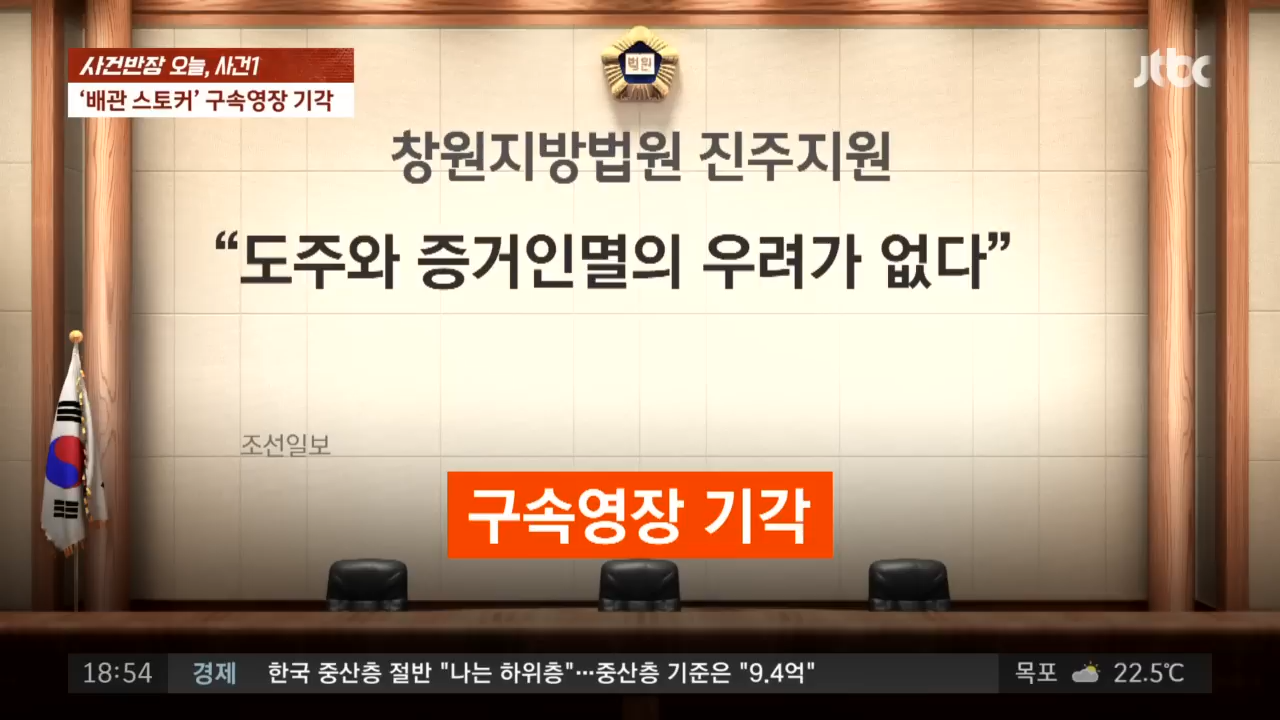 사건반장 오늘, 사건1
‘배관 스토커’ 구속영장 기각
jtbc
법원
창원지방법원 진주지원
“도주와 증거인멸의 우려가 없다”
조선일보
구속영장 기각
18:54 경제 한국 중산층 절반 "나는 하위층"…중산층 기준은 "9.4억" 목포 22.5℃